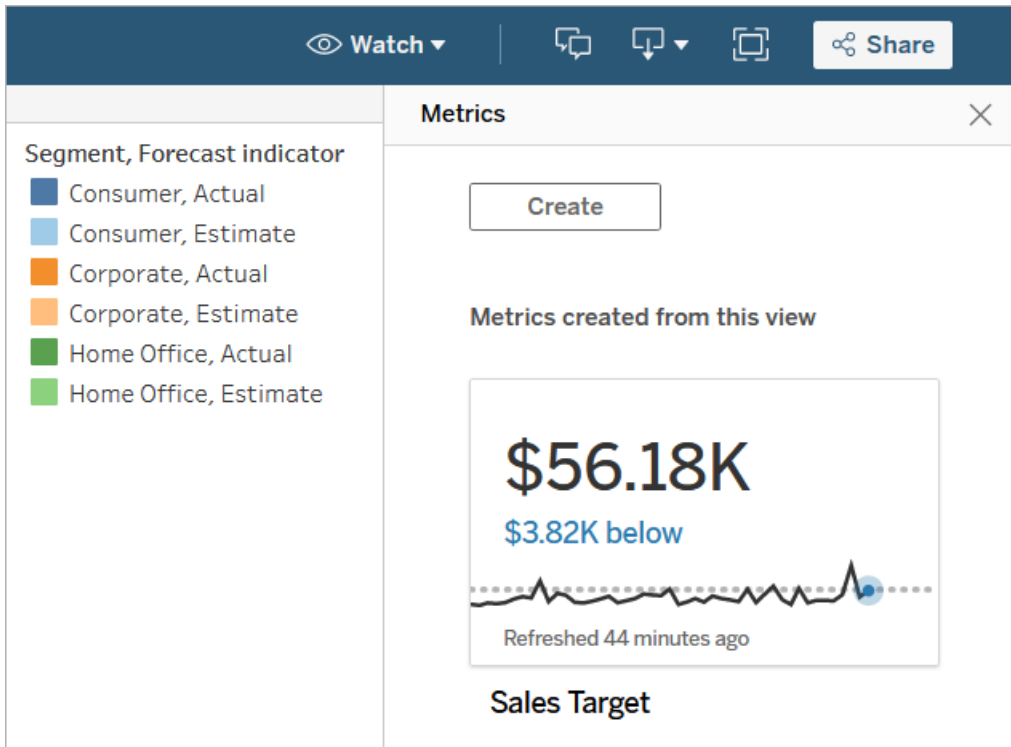 Watch
Share
Metrics
Segment, Forecast indicator
Consumer, Actual
Consumer, Estimate
Corporate, Actual
Corporate, Estimate
Home Office, Actual
Home Office, Estimate
Create
Metrics created from this view
$56.18K
$3.82K below
Refreshed 44 minutes ago
Sales Target